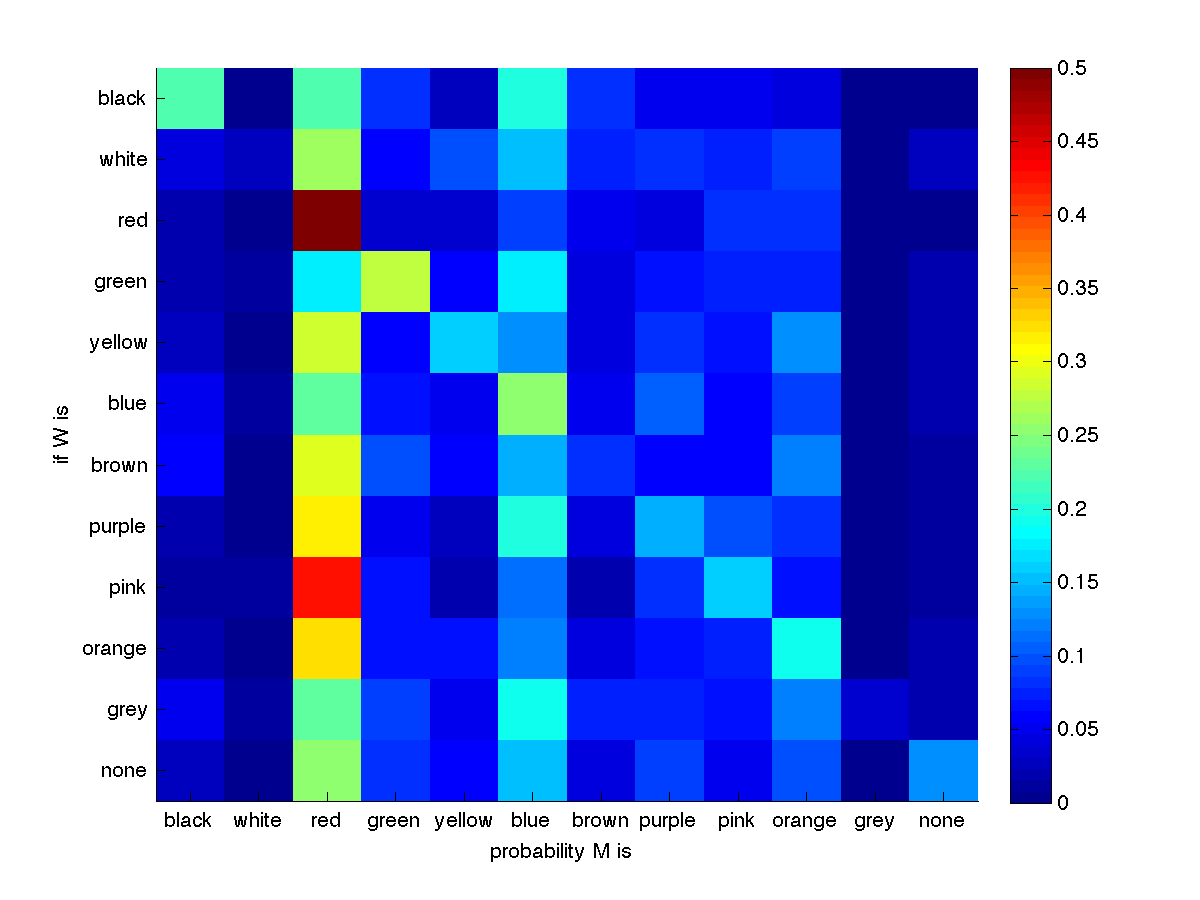 black
white
red
green
yellow
blue
brown
purple
pink
orange
grey
none
if W is
black white red green yellow blue brown purple pink orange grey none
probability M is
0.5
0.45
0.4
0.35
0.3
0.25
0.2
0.15
0.1
0.05
0